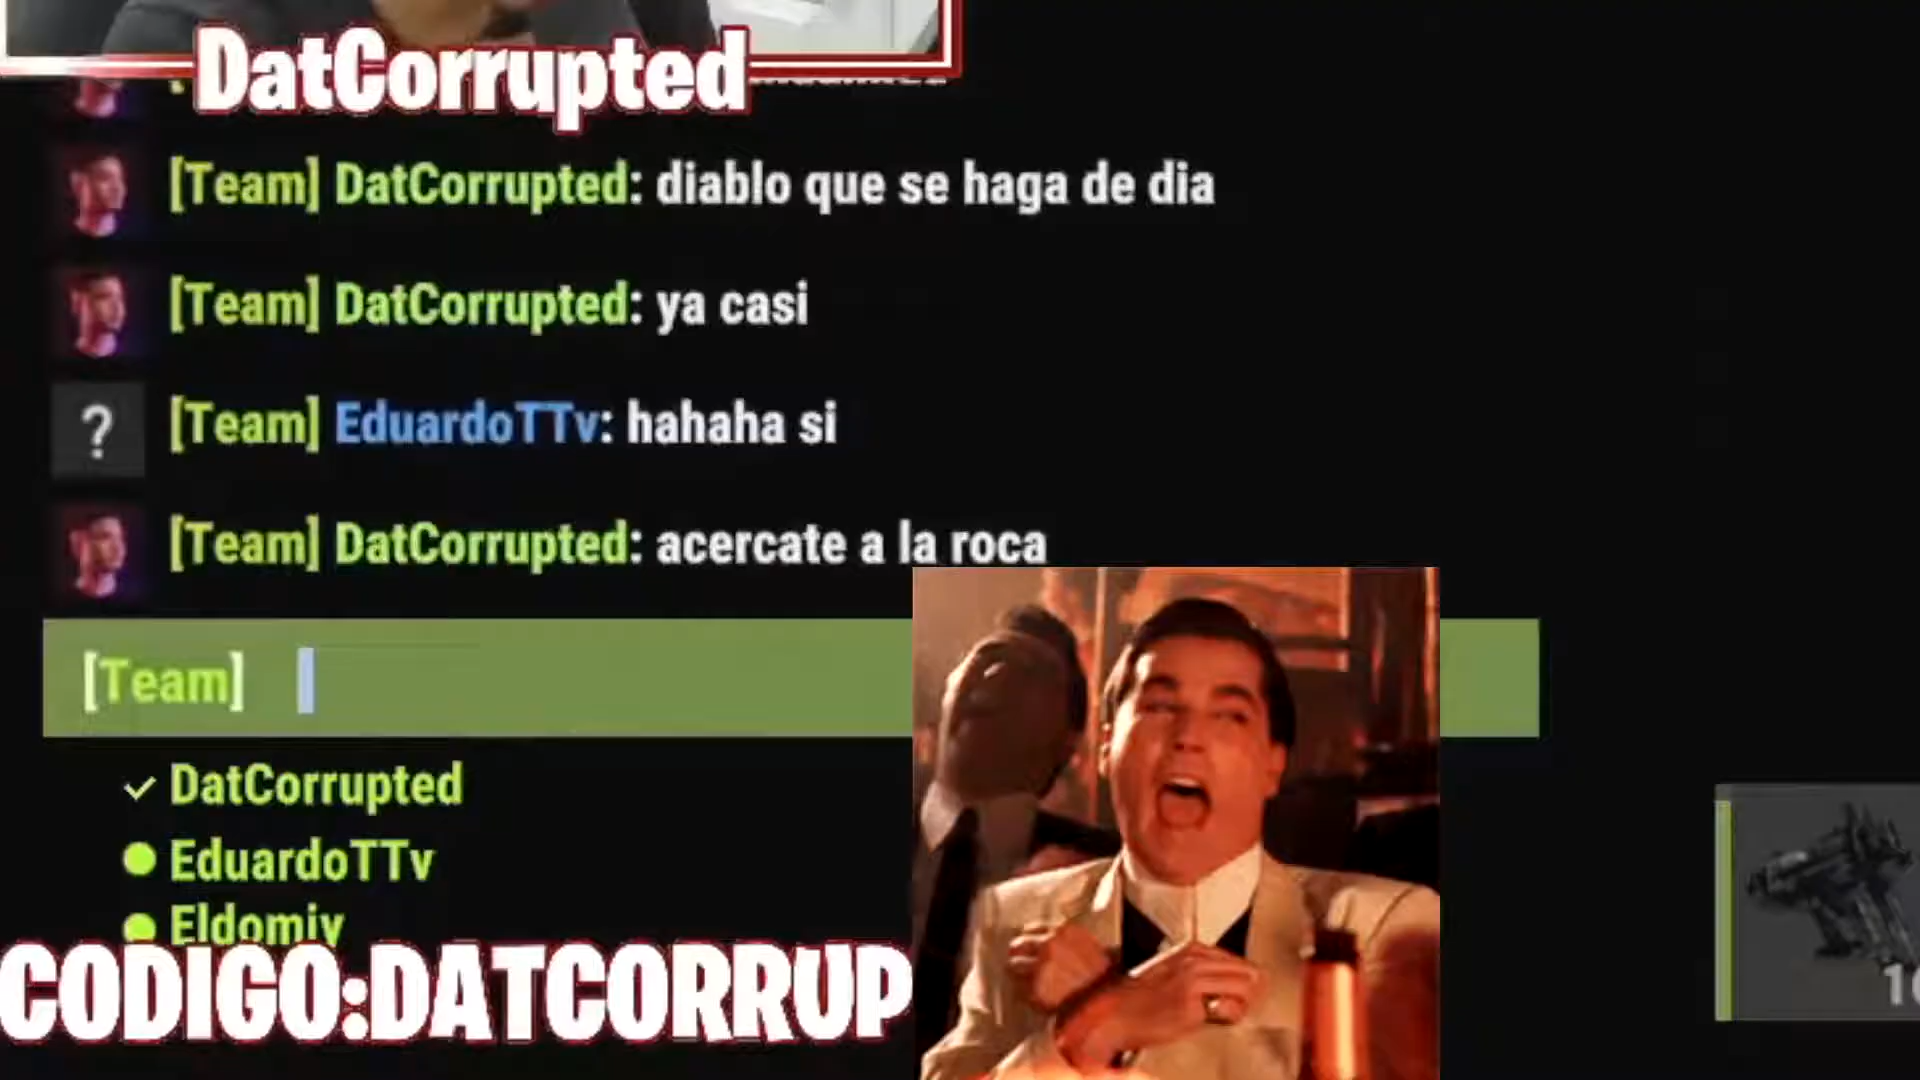 DatCorrupted
[Team] DatCorrupted: diablo que se haga de dia
[Team] DatCorrupted: ya casi
? [Team] EduardoTTv: hahaha si
[Team] DatCorrupted: acercate a la roca
[Team]
DatCorrupted
EduardoTTv
Eldomiv
CODIGO:DATCORRUP